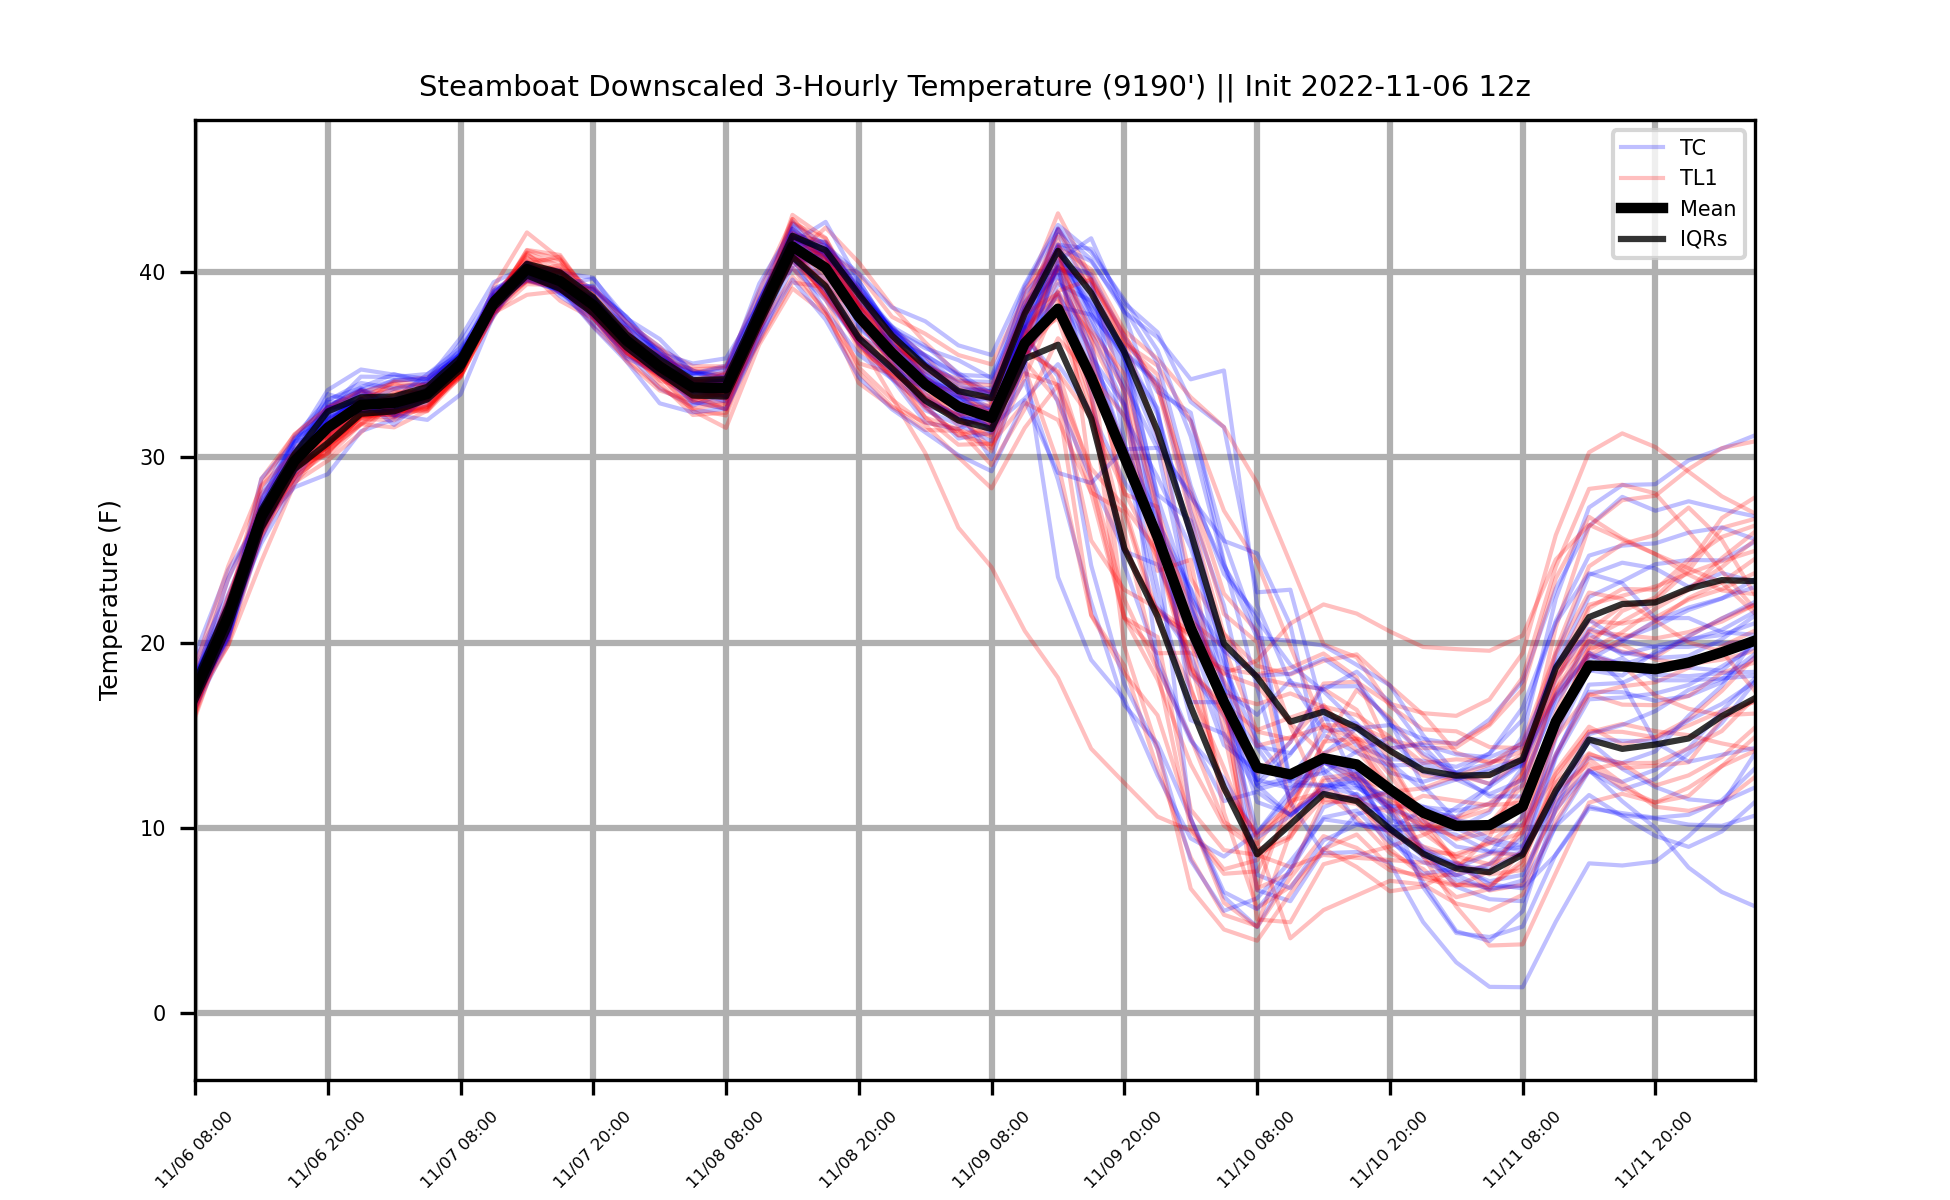 Steamboat Downscaled 3-Hourly Temperature (9190') || Init 2022-11-06 12z
TC
TL1
Mean
IQRs
Temperature (F)
40
30
20
10
0
11/06 08:00
11/06 20:00
11/07 08:00
11/07 20:00
11/08 08:00
11/08 20:00
11/09 08:00
11/09 20:00
11/10 08:00
11/10 20:00
11/11 08:00
11/11 20:00